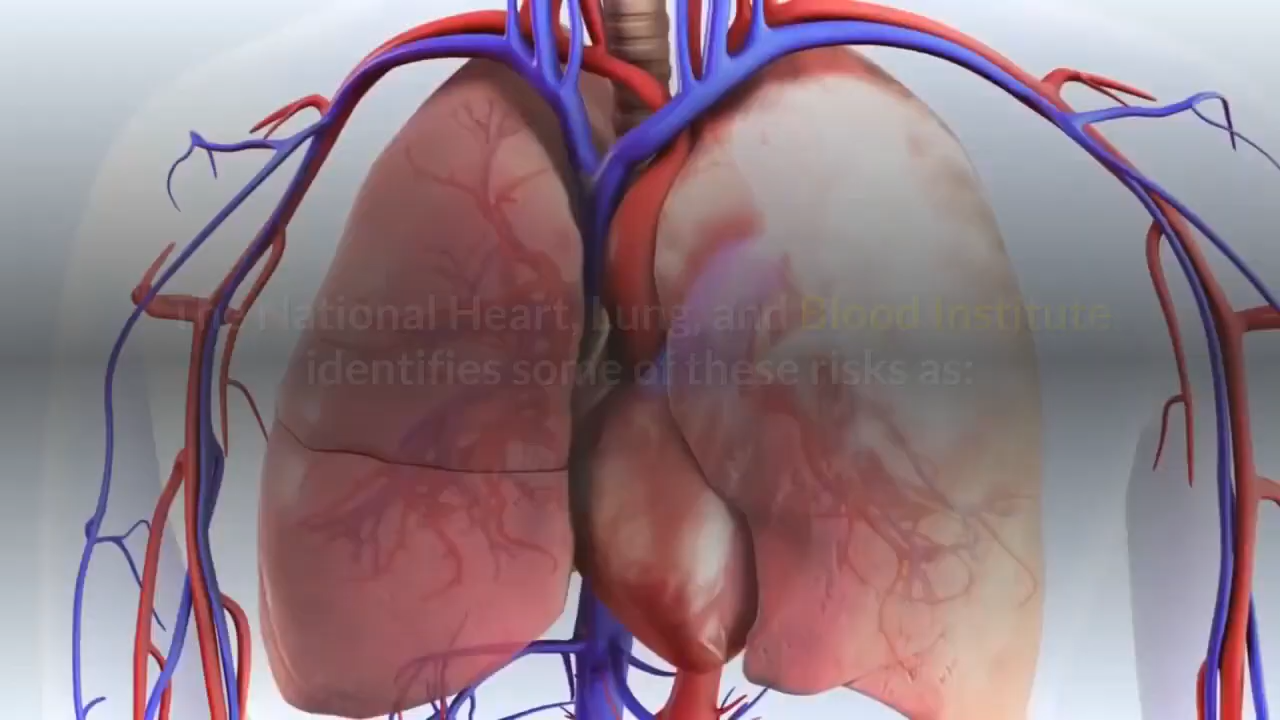 The National Heart, Lung, and Blood Institute
identifies some of these risks as: